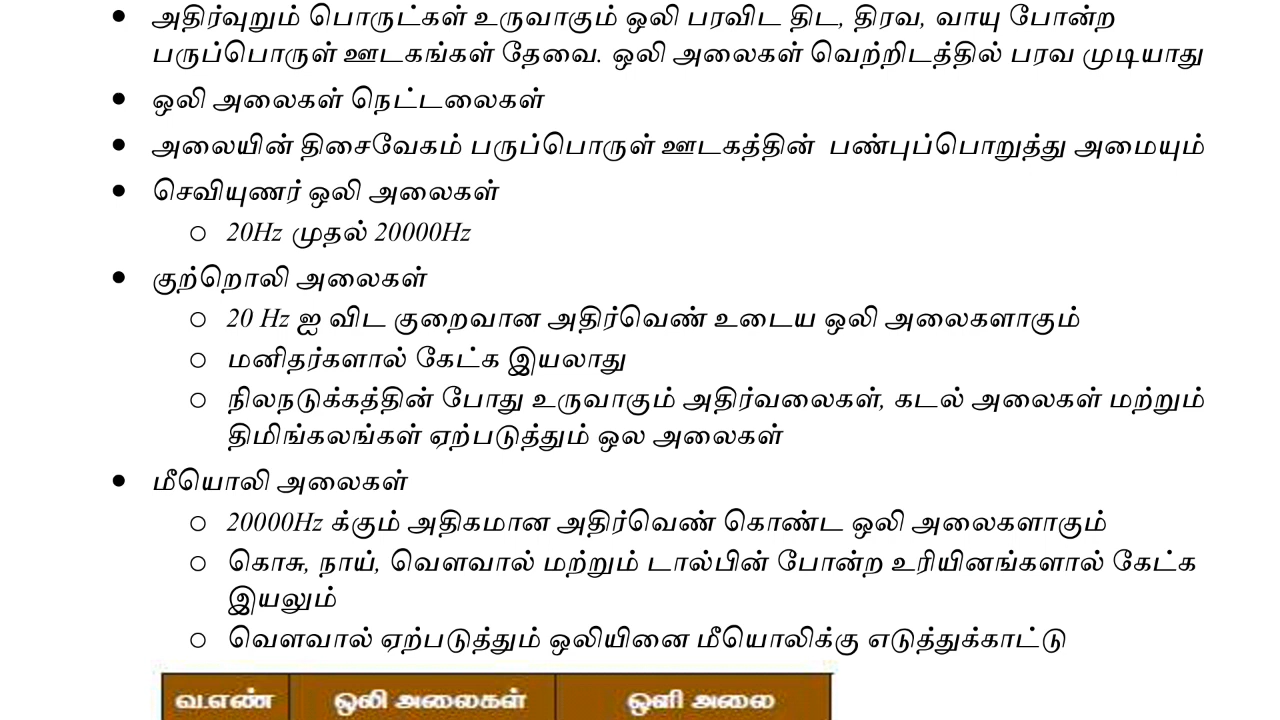 • அதிர்வுறும் பொருட்கள் உருவாகும் ஒலி பரவிட திட, திரவ, வாயு போன்ற
பருப்பொருள் ஊடகங்கள் தேவை. ஒலி அலைகள் வெற்றிடத்தில் பரவ முடியாது
• ஒலி அலைகள் நெட்டலைகள்
• அலையின் திசைவேகம் பருப்பொருள் ஊடகத்தின் பண்புப்பொறுத்து அமையும்
• செவியுணர் ஒலி அலைகள்
○ 20Hz முதல் 20000Hz
• குற்றொலி அலைகள்
○ 20 Hz ஐ விட குறைவான அதிர்வெண் உடைய ஒலி அலைகளாகும்
○ மனிதர்களால் கேட்க இயலாது
○ நிலநடுக்கத்தின் போது உருவாகும் அதிர்வலைகள், கடல் அலைகள் மற்றும்
திமிங்கலங்கள் ஏற்படுத்தும் ஒல அலைகள்
• மீயொலி அலைகள்
○ 20000Hz க்கும் அதிகமான அதிர்வெண் கொண்ட ஒலி அலைகளாகும்
○ கொசு, நாய், வெளவால் மற்றும் டால்பின் போன்ற உரியினங்களால் கேட்க
இயலும்
○ வெளவால் ஏற்படுத்தும் ஒலியினை மீயொலிக்கு எடுத்துக்காட்டு
வ.எண் ஒலி அலைகள் ஒளி அலை